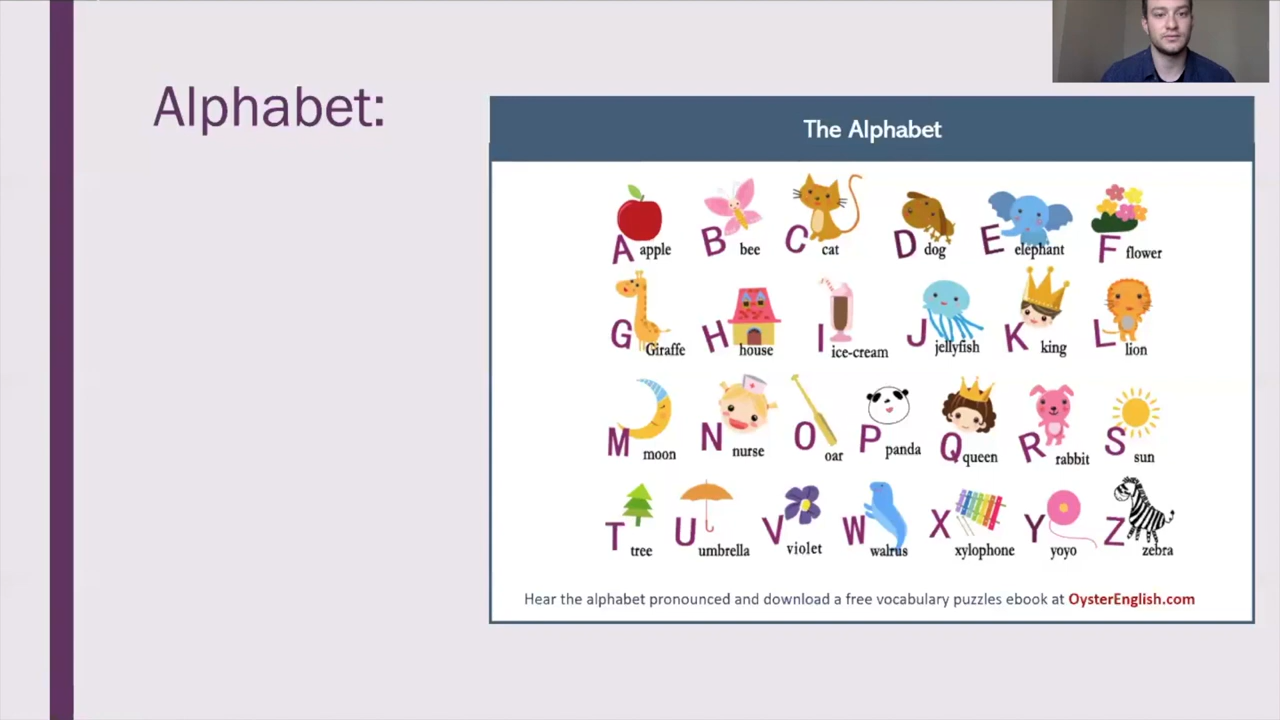 Alphabet:
The Alphabet
A apple B bee C cat D dog E elephant F flower
G Giraffe H house I ice-cream J jellyfish K king L lion
M moon N nurse O oar P panda Q queen R rabbit S sun
T tree U umbrella V violet W walrus X xylophone Y yoyo Z zebra
Hear the alphabet pronounced and download a free vocabulary puzzles ebook at OysterEnglish.com